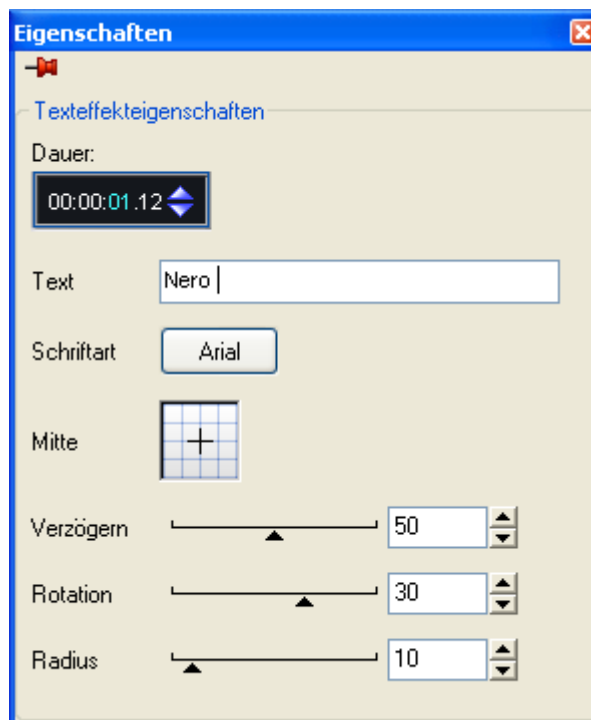 Eigenschaften
Texteffekteigenschaften
Dauer:
00:00:01.12
Text Nero
Schriftart Arial
Mitte
Verzögern 50
Rotation 30
Radius 10